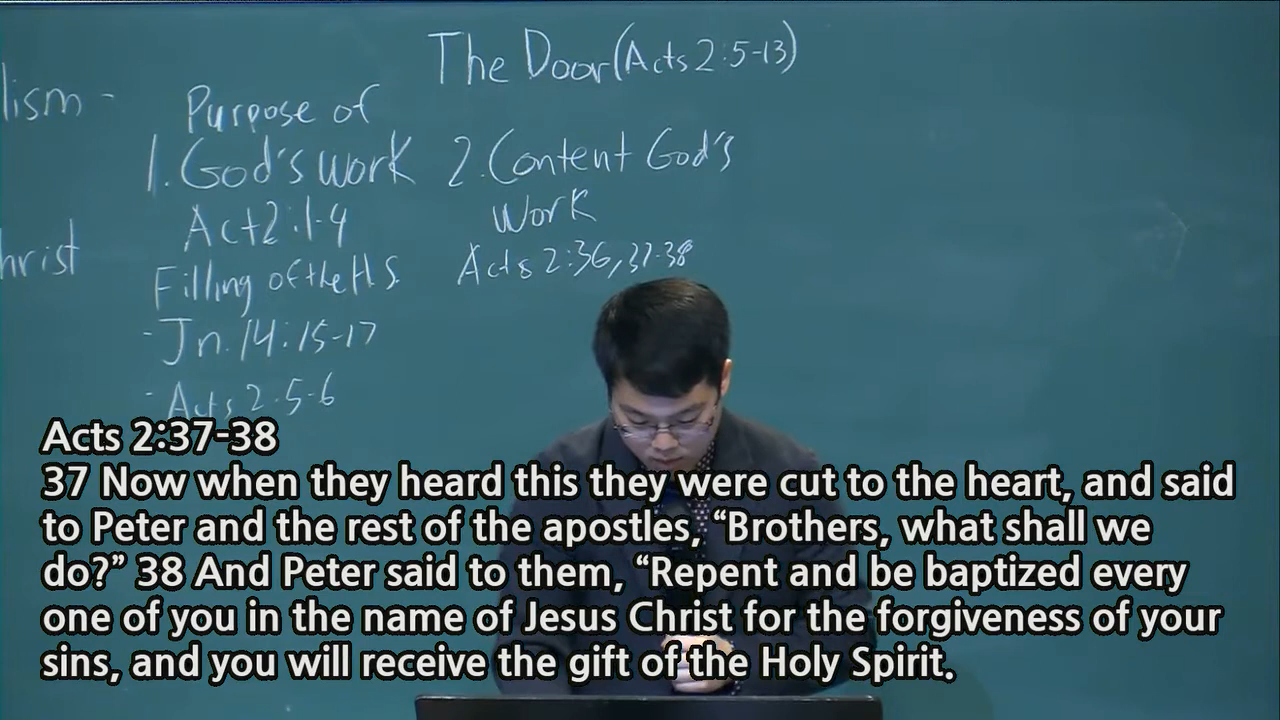 The Door (Acts 2:5-13)
lism -
hrist
Purpose of
1. God's work
Act 2:1-4
Filling of the H.S.
- Jn. 14:15-17
- Acts 2:5-6
2. Content God's
Work
Acts 2:36, 37-38
Acts 2:37-38
37 Now when they heard this they were cut to the heart, and said
to Peter and the rest of the apostles, “Brothers, what shall we
do?” 38 And Peter said to them, “Repent and be baptized every
one of you in the name of Jesus Christ for the forgiveness of your
sins, and you will receive the gift of the Holy Spirit.